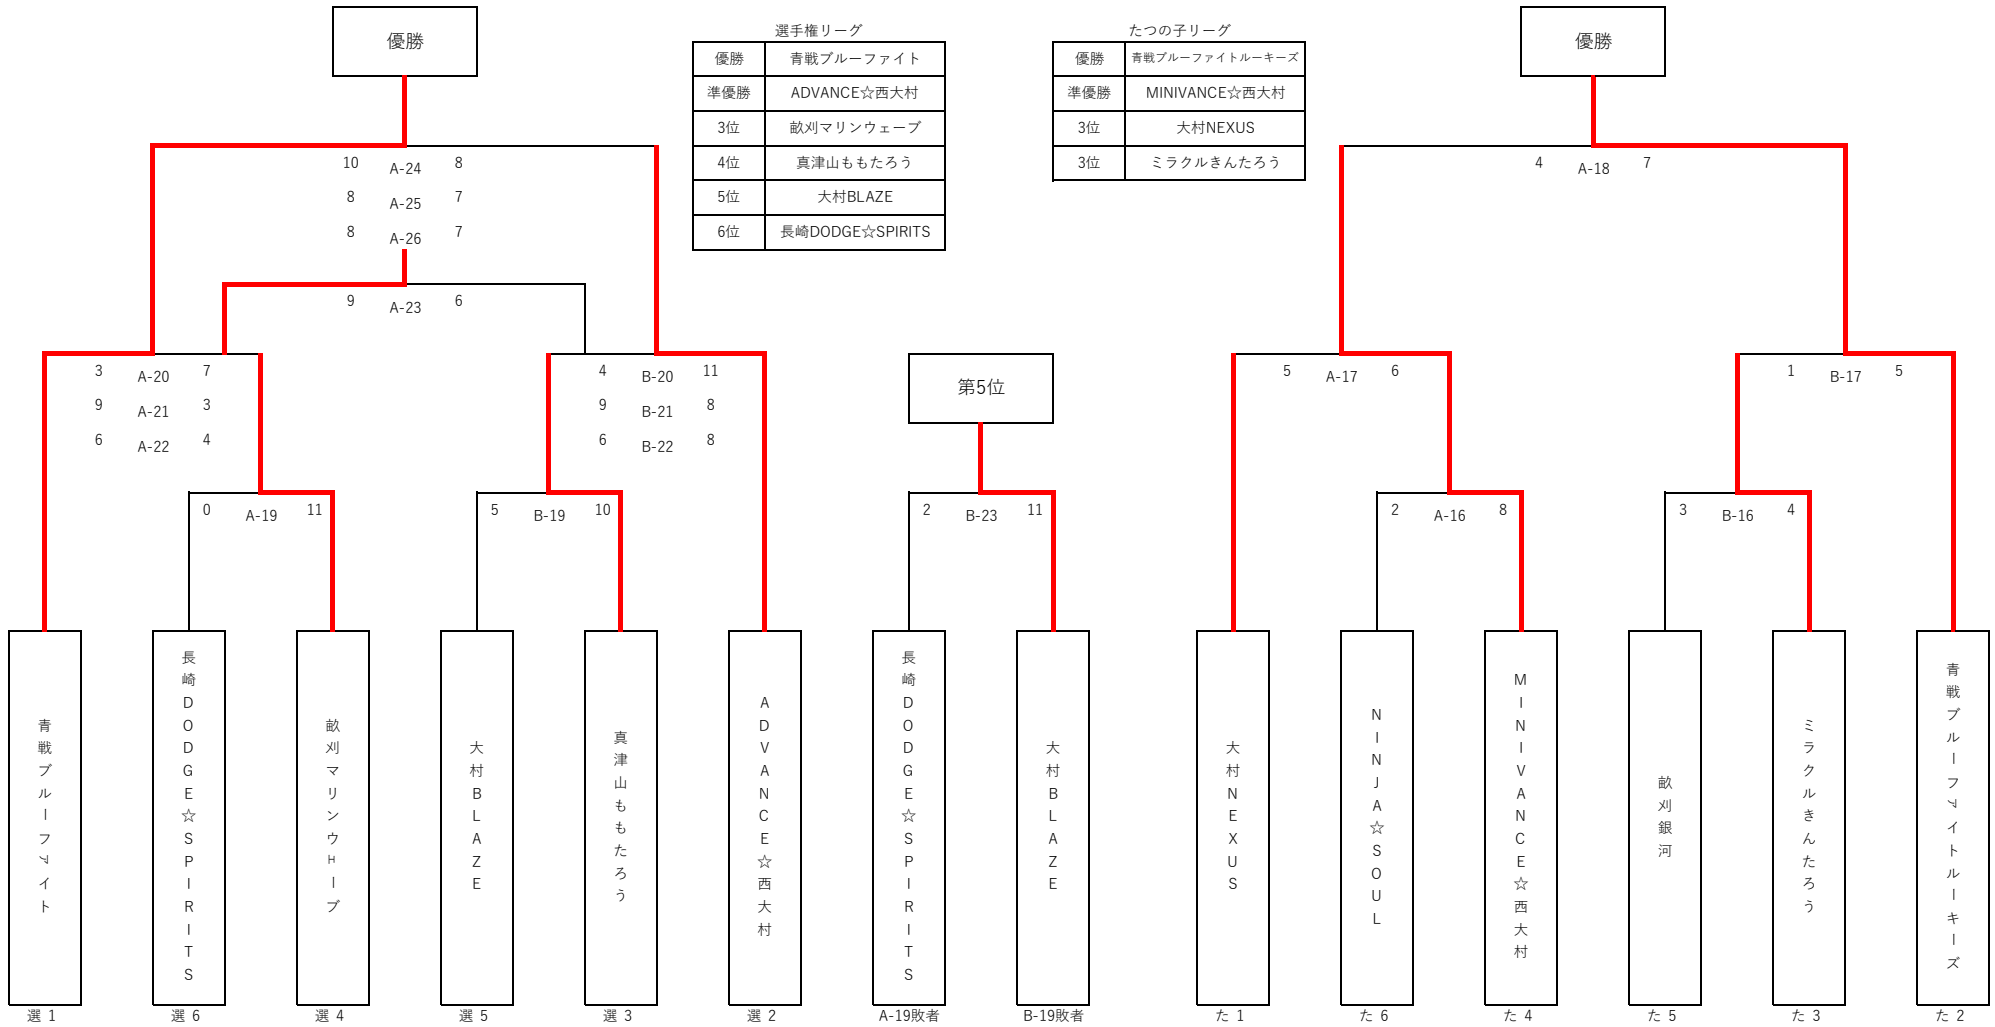 優勝
選手権リーグ
優勝 青戦ブルーファイト
準優勝 ADVANCE☆西大村
3位 畝刈マリンウェーブ
4位 真津山ももたろう
5位 大村BLAZE
6位 長崎DODGE☆SPIRITS
たつの子リーグ
優勝 青戦ブルーファイトルーキーズ
準優勝 MINIVANCE☆西大村
3位 大村NEXUS
3位 ミラクルきんたろう
優勝
10 A-24 8
8 A-25 7
8 A-26 7
9 A-23 6
4 A-18 7
3 A-20 7
9 A-21 3
6 A-22 4
4 B-20 11
9 B-21 8
6 B-22 8
第5位
5 A-17 6
1 B-17 5
0 A-19 11
5 B-19 10
2 B-23 11
2 A-16 8
3 B-16 4
青戦ブルーファイト
長崎DODGE☆SPIRITS
畝刈マリンウェーブ
大村BLAZE
真津山ももたろう
ADVANCE☆西大村
長崎DODGE☆SPIRITS
大村BLAZE
大村NEXUS
NINJA☆SOUL
MINIVANCE☆西大村
畝刈銀河
ミラクルきんたろう
青戦ブルーファイトルーキーズ
選 1 選 6 選 4 選 5 選 3 選 2 A-19敗者 B-19敗者 た 1 た 6 た 4 た 5 た 3 た 2